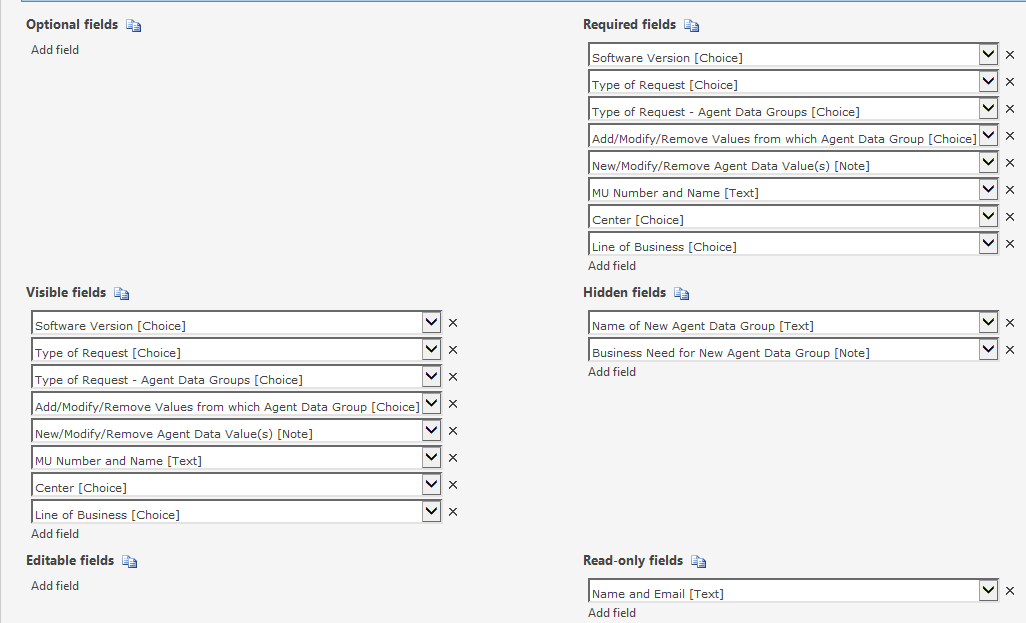 Optional fields
Add field
Required fields
Software Version [Choice]
Type of Request [Choice]
Type of Request - Agent Data Groups [Choice]
Add/Modify/Remove Values from which Agent Data Group [Choice]
New/Modify/Remove Agent Data Value(s) [Note]
MU Number and Name [Text]
Center [Choice]
Line of Business [Choice]
Add field
Visible fields
Software Version [Choice]
Type of Request [Choice]
Type of Request - Agent Data Groups [Choice]
Add/Modify/Remove Values from which Agent Data Group [Choice]
New/Modify/Remove Agent Data Value(s) [Note]
MU Number and Name [Text]
Center [Choice]
Line of Business [Choice]
Add field
Hidden fields
Name of New Agent Data Group [Text]
Business Need for New Agent Data Group [Note]
Add field
Editable fields
Add field
Read-only fields
Name and Email [Text]
Add field